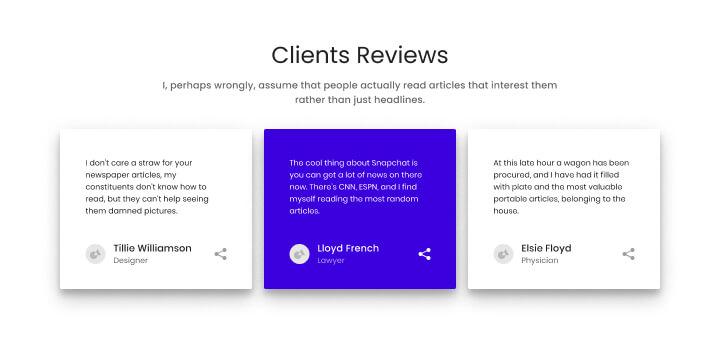 Clients Reviews
I, perhaps wrongly, assume that people actually read articles that interest them
rather than just headlines.
I don't care a straw for your
newspaper articles, my
constituents don't know how to
read, but they can't help seeing
them damned pictures.
Tillie Williamson
Designer
The cool thing about Snapchat is
you can get a lot of news on there
now. There's CNN, ESPN, and I find
myself reading the most random
articles.
Lloyd French
Lawyer
At this late hour a wagon has been
procured, and I have had it filled
with plate and the most valuable
portable articles, belonging to the
house.
Elsie Floyd
Physician